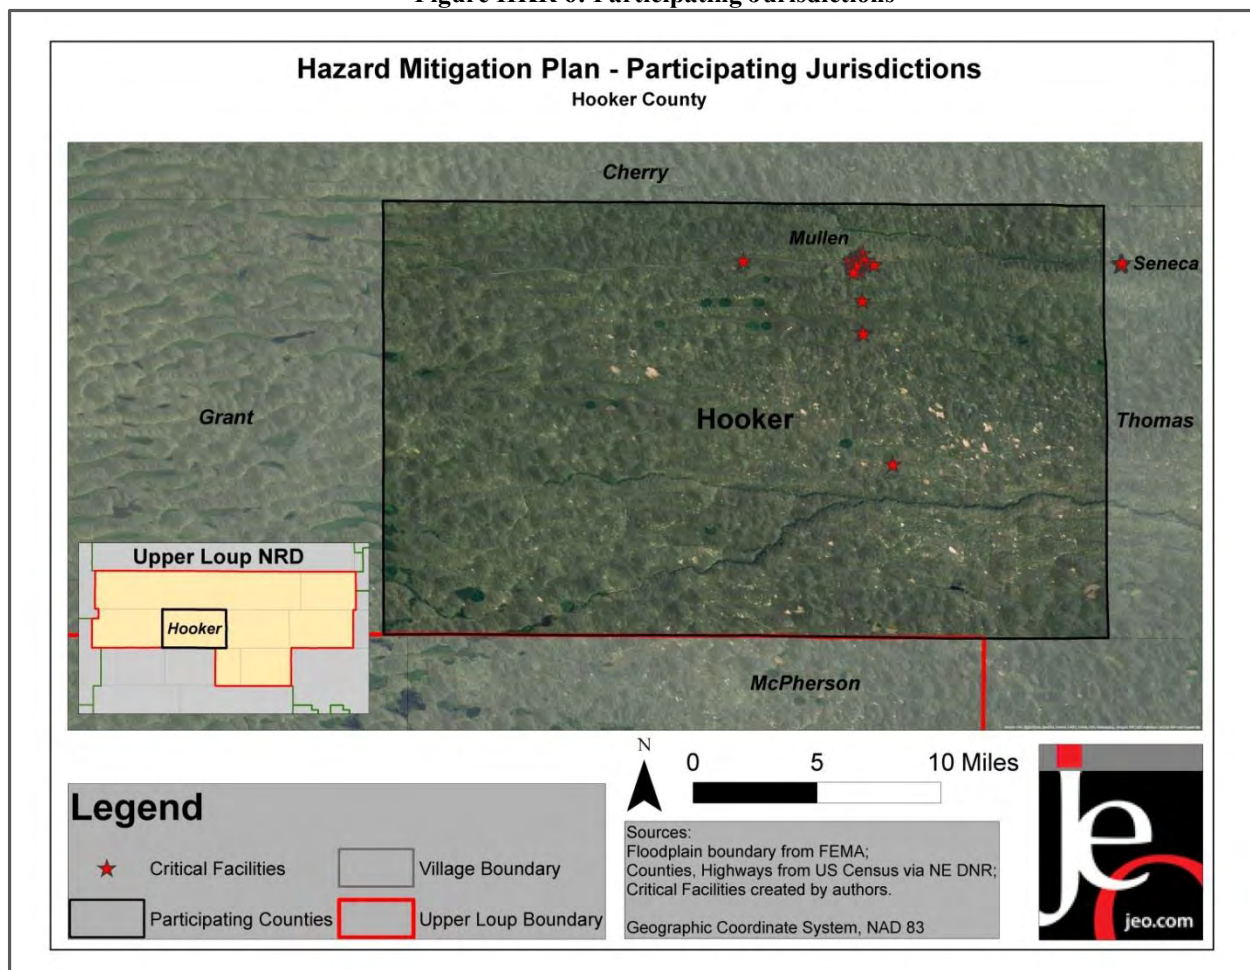 Hazard Mitigation Plan - Participating Jurisdictions
Hooker County
Cherry
Mullen
Seneca
Grant
Hooker
Thomas
Upper Loup NRD
Hooker
McPherson
N
0 5 10 Miles
Legend
Critical Facilities
Village Boundary
Participating Counties
Upper Loup Boundary
Sources:
Floodplain boundary from FEMA;
Counties, Highways from US Census via NE DNR;
Critical Facilities created by authors.
Geographic Coordinate System, NAD 83
je
jeo.com